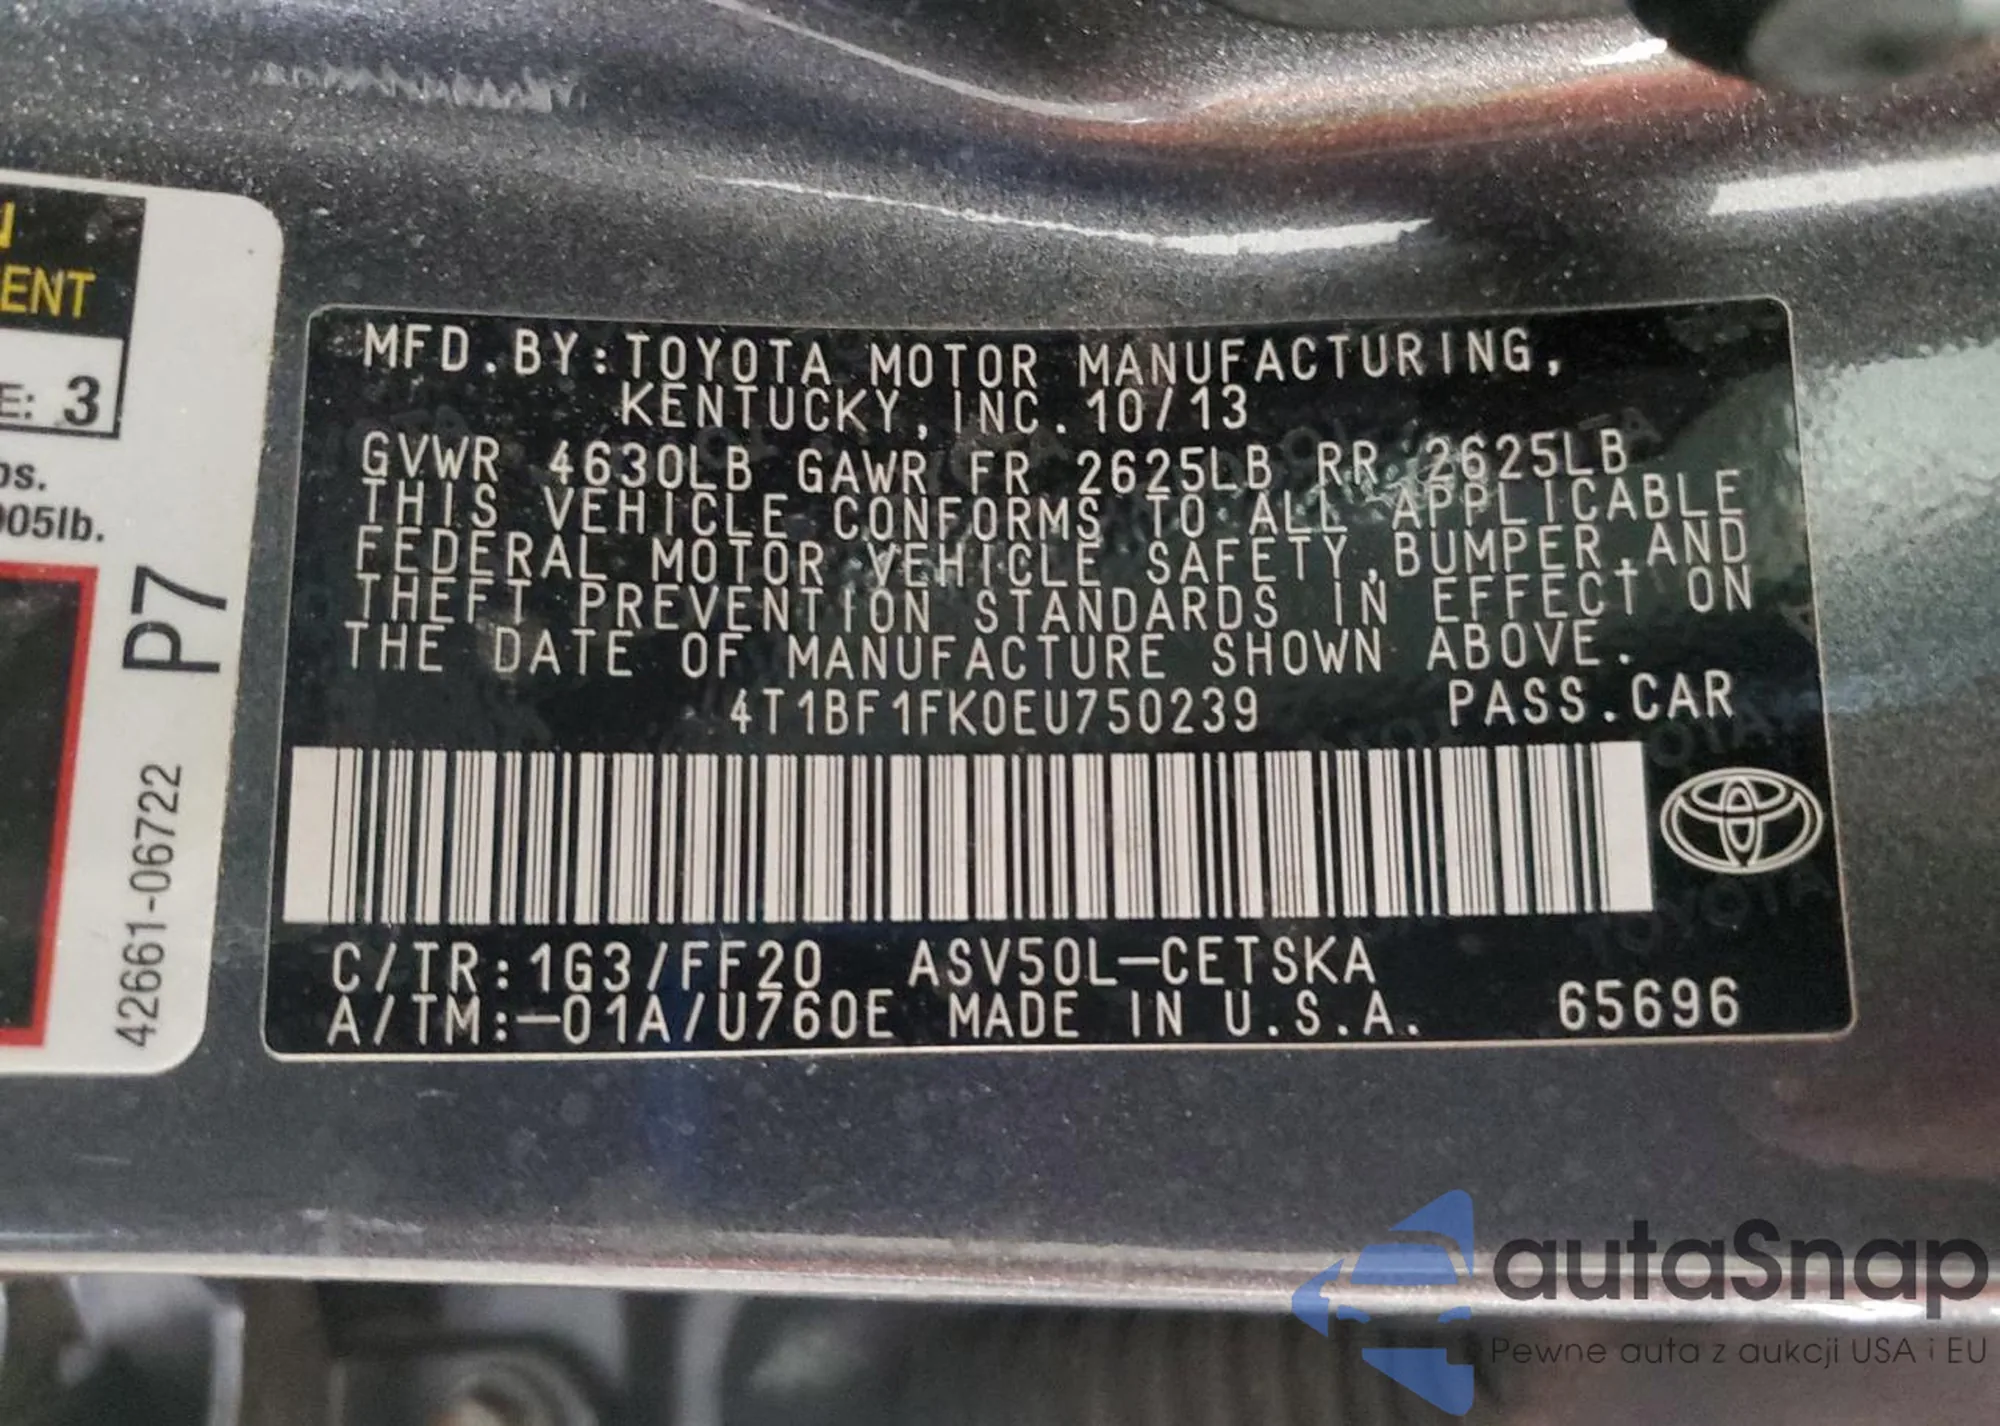 ENT
E: 3
os.
005lb.
P7
42661-06722
MFD.BY:TOYOTA MOTOR MANUFACTURING,
KENTUCKY,INC.10/13
GVWR 4630LB GAWR FR 2625LB RR 2625LB
THIS VEHICLE CONFORMS TO ALL APPLICABLE
FEDERAL MOTOR VEHICLE SAFETY,BUMPER,AND
THEFT PREVENTION STANDARDS IN EFFECT ON
THE DATE OF MANUFACTURE SHOWN ABOVE.
4T1BF1FK0EU750239 PASS.CAR
C/TR:1G3/FF20 ASV50L-CETSKA
A/TM:-01A/U760E MADE IN U.S.A. 65696
autaSnap
Pewne auta z aukcji USA i EU